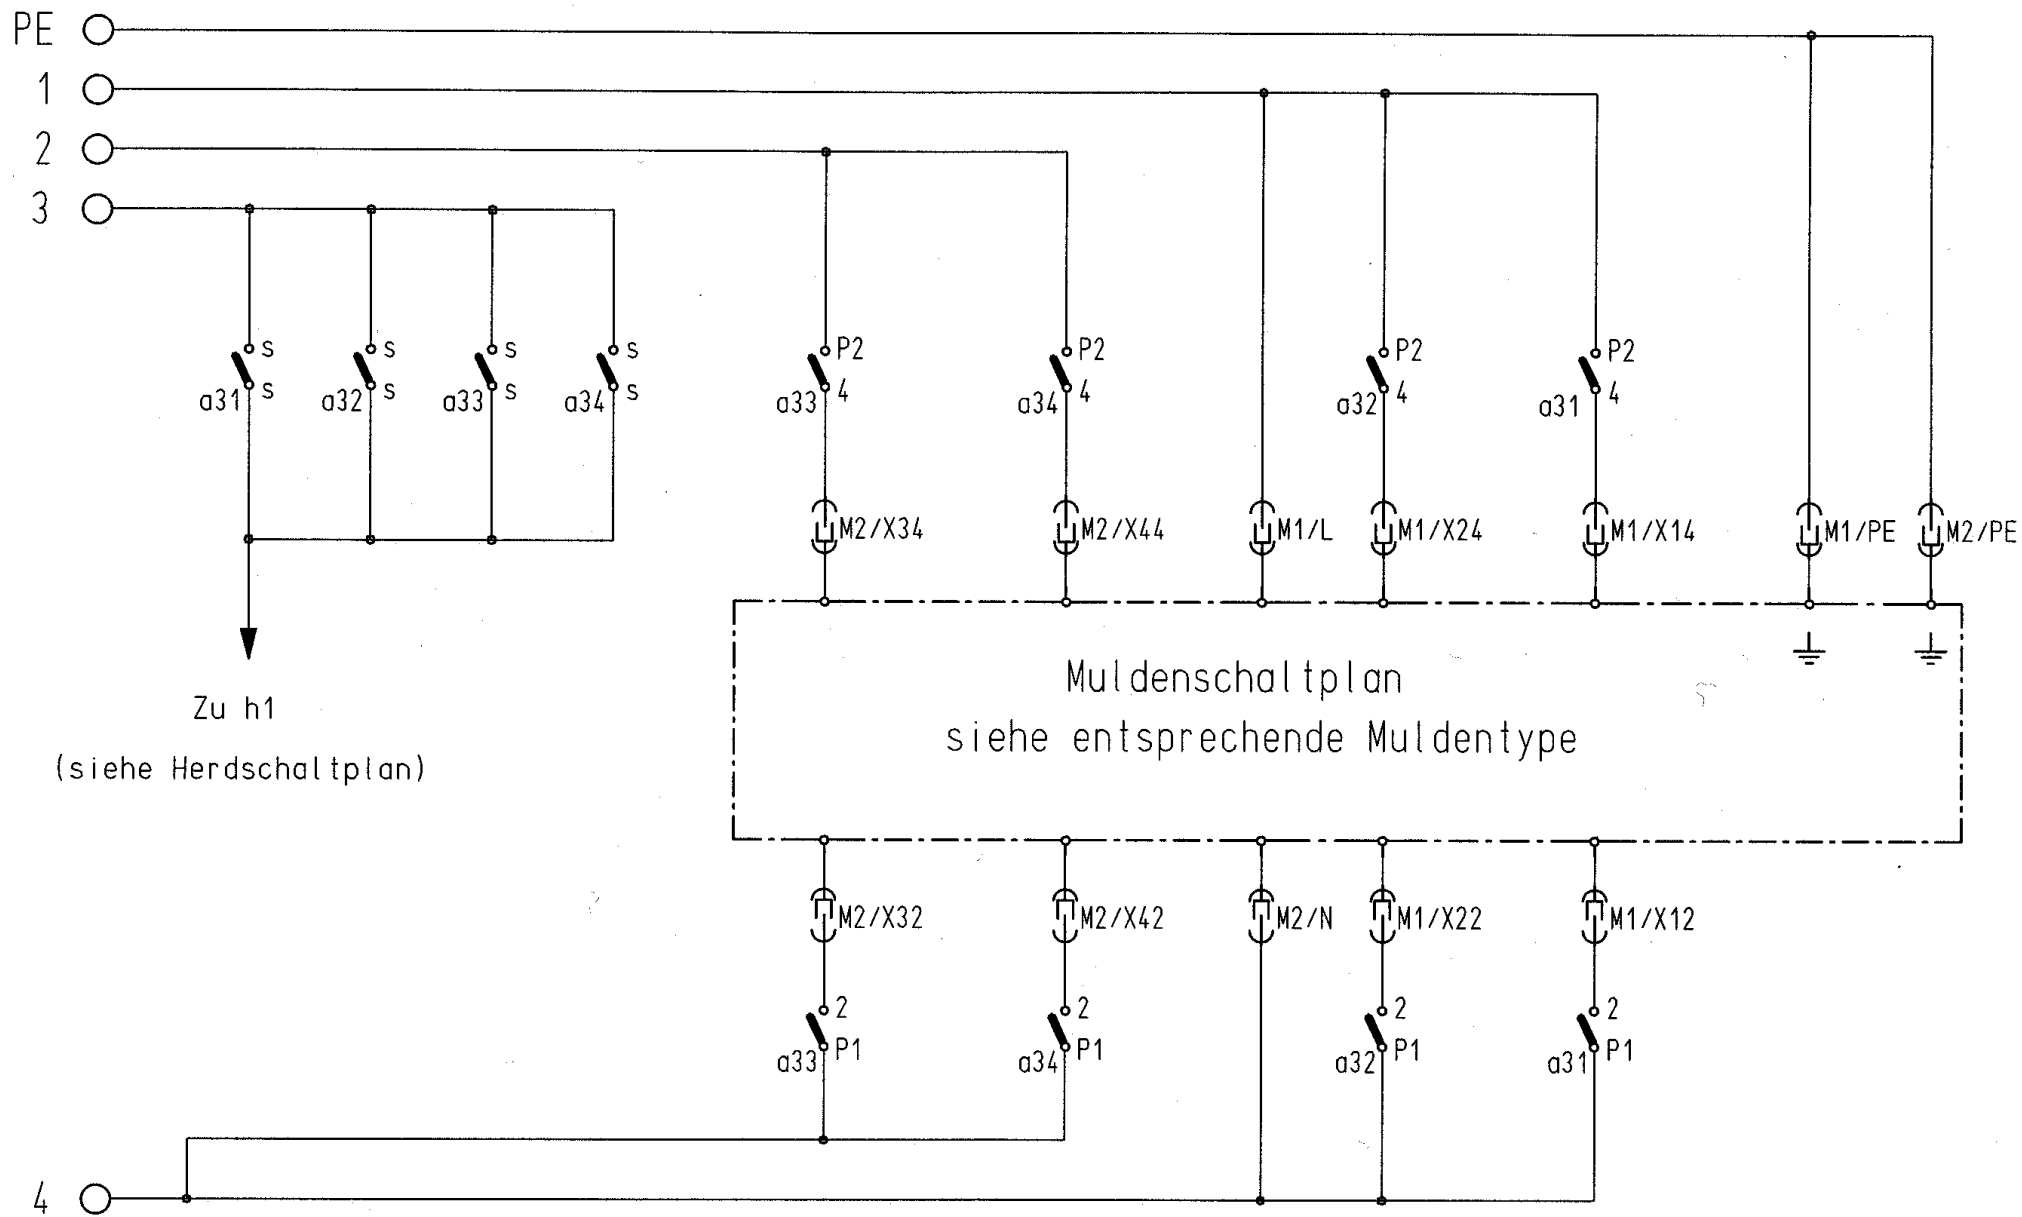 PE
1
2
3
s
s
s
s
P2
P2
P2
P2
s
s
s
s
4
4
4
4
a31
a32
a33
a34
a33
a34
a32
a31
M2/X34
M2/X44
M1/L
M1/X24
M1/X14
M1/PE
M2/PE
Zu h1
(siehe Herdschaltplan)
Muldenschaltplan
siehe entsprechende Muldentype
M2/X32
M2/X42
M2/N
M1/X22
M1/X12
2
2
2
2
P1
P1
P1
P1
a33
a34
a32
a31
4